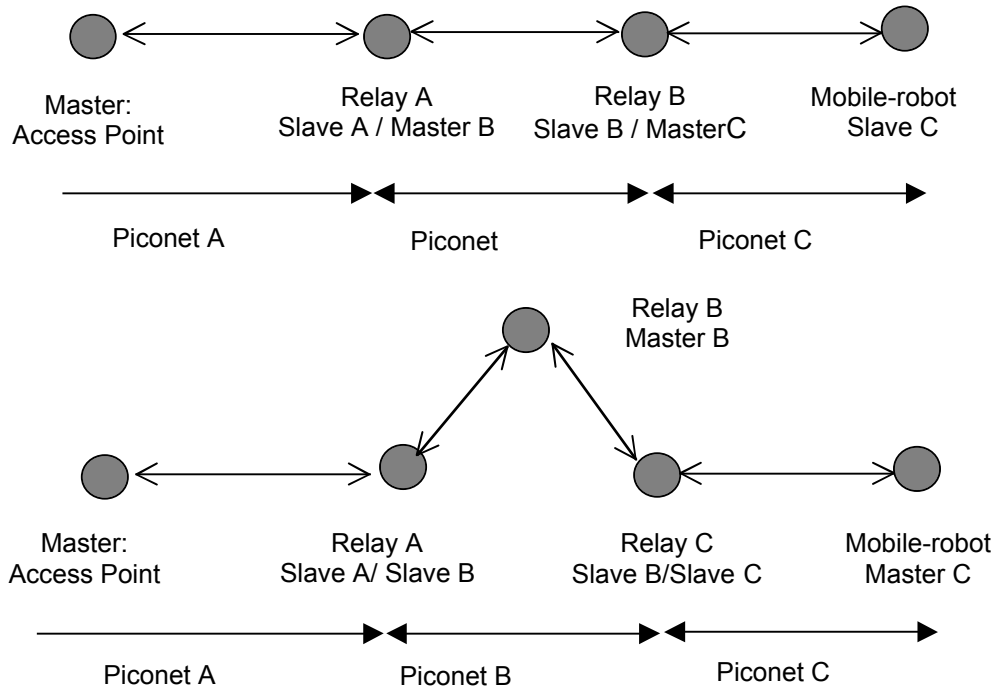 Master:
Access Point
Relay A
Slave A / Master B
Relay B
Slave B / MasterC
Mobile-robot
Slave C
Piconet A
Piconet
Piconet C
Relay B
Master B
Master:
Access Point
Relay A
Slave A/ Slave B
Relay C
Slave B/Slave C
Mobile-robot
Master C
Piconet A
Piconet B
Piconet C